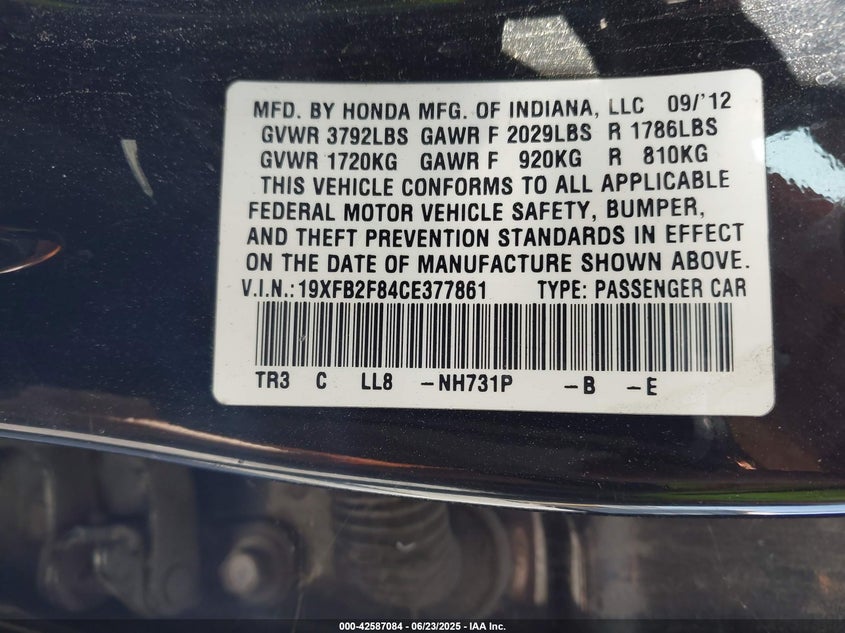 MFD. BY HONDA MFG. OF INDIANA, LLC 09/'12
GVWR 3792LBS GAWR F 2029LBS R 1786LBS
GVWR 1720KG GAWR F 920KG R 810KG
THIS VEHICLE CONFORMS TO ALL APPLICABLE
FEDERAL MOTOR VEHICLE SAFETY, BUMPER,
AND THEFT PREVENTION STANDARDS IN EFFECT
ON THE DATE OF MANUFACTURE SHOWN ABOVE.
V.I.N.:19XFB2F84CE377861 TYPE: PASSENGER CAR
TR3 C LL8 -NH731P -B -E
000-42587084 - 06/23/2025 - IAA Inc.